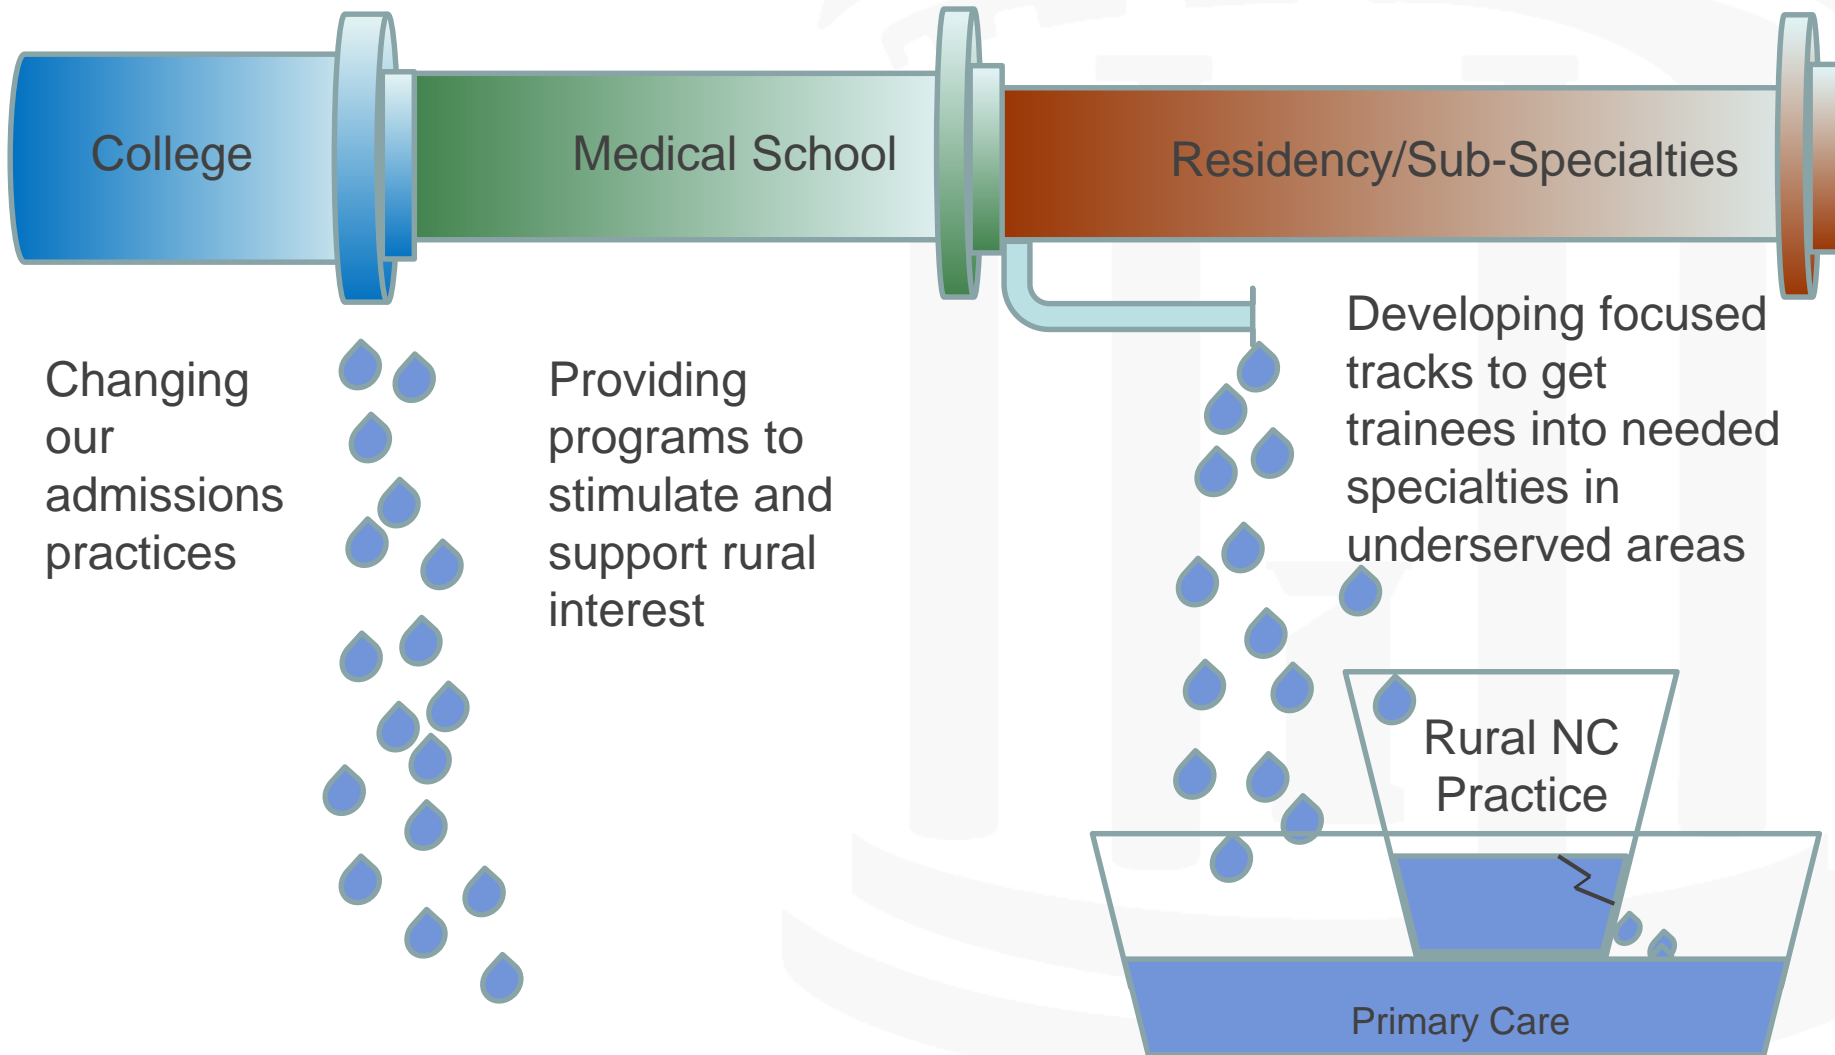 College
Medical School
Residency/Sub-Specialties
Changing
our
admissions
practices
Providing
programs to
stimulate and
support rural
interest
Developing focused
tracks to get
trainees into needed
specialties in
underserved areas
Rural NC
Practice
Primary Care